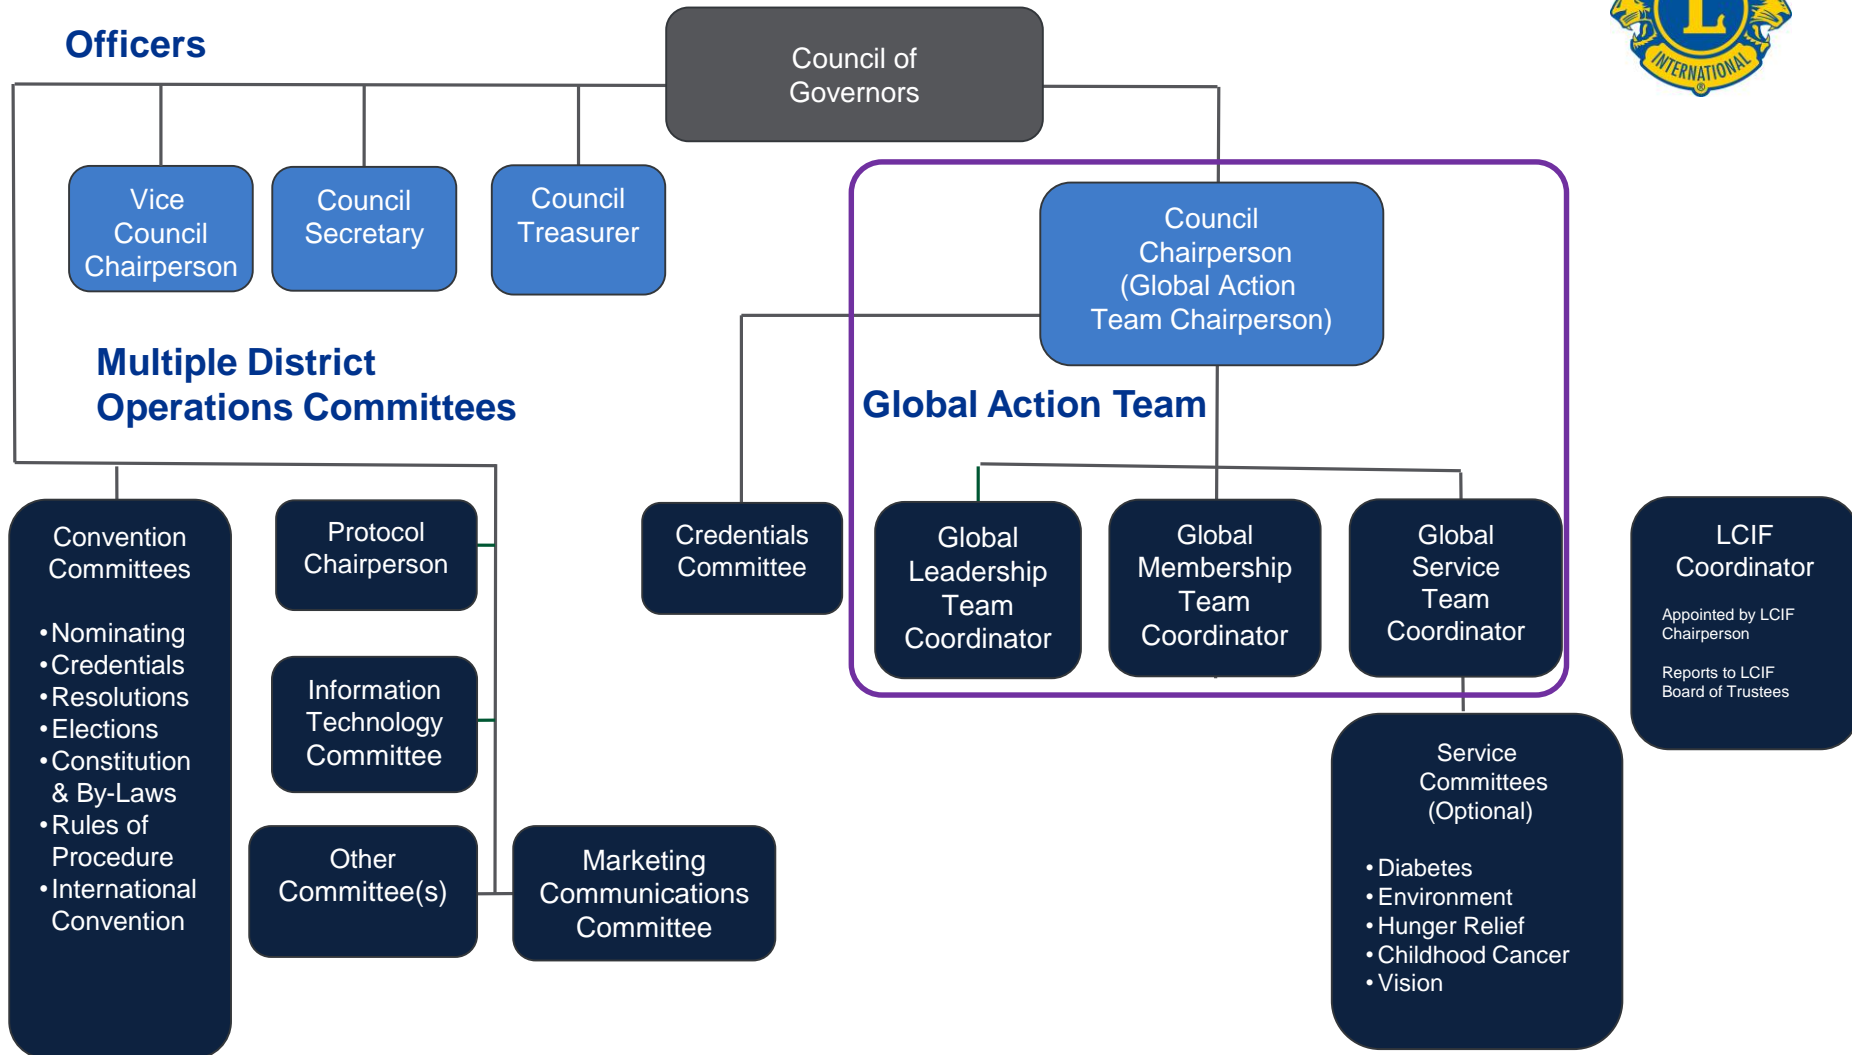 Officers
Council of
Governors
L
INTERNATIONAL
®
Vice
Council
Chairperson
Council
Secretary
Council
Treasurer
Council
Chairperson
(Global Action
Team Chairperson)
Multiple District
Operations Committees
Global Action Team
Convention
Committees
•Nominating
•Credentials
•Resolutions
•Elections
•Constitution
& By-Laws
•Rules of
Procedure
•International
Convention
Protocol
Chairperson
Information
Technology
Committee
Other
Committee(s)
Marketing
Communications
Committee
Credentials
Committee
Global
Leadership
Team
Coordinator
Global
Membership
Team
Coordinator
Global
Service
Team
Coordinator
Service
Committees
(Optional)
•Diabetes
•Environment
•Hunger Relief
•Childhood Cancer
•Vision
LCIF
Coordinator
Appointed by LCIF
Chairperson
Reports to LCIF
Board of Trustees